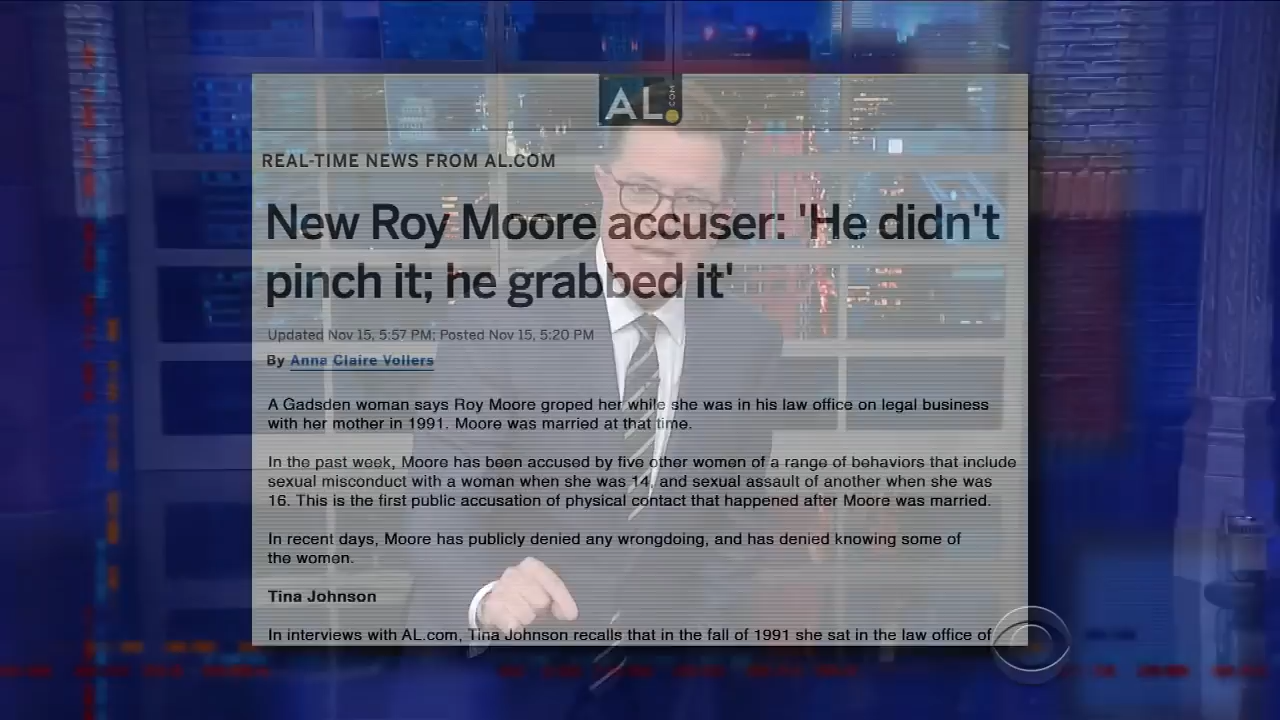 AL.COM
REAL-TIME NEWS FROM AL.COM
New Roy Moore accuser: 'He didn't
pinch it; he grabbed it'
Updated Nov 15, 5:57 PM; Posted Nov 15, 5:20 PM
By Anna Claire Vollers
A Gadsden woman says Roy Moore groped her while she was in his law office on legal business
with her mother in 1991. Moore was married at that time.
In the past week, Moore has been accused by five other women of a range of behaviors that include
sexual misconduct with a woman when she was 14, and sexual assault of another when she was
16. This is the first public accusation of physical contact that happened after Moore was married.
In recent days, Moore has publicly denied any wrongdoing, and has denied knowing some of
the women.
Tina Johnson
In interviews with AL.com, Tina Johnson recalls that in the fall of 1991 she sat in the law office of